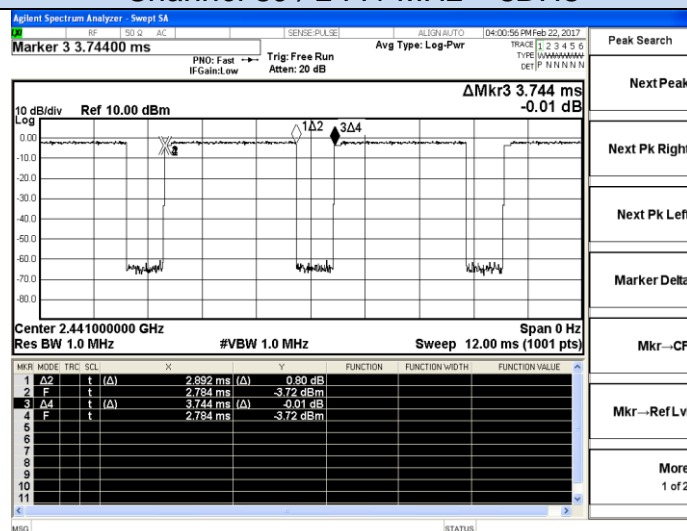 Agilent Spectrum Analyzer - Swept SA
RF 50 Ω AC SENSE:PULSE ALIGN AUTO 04:00:56 PM Feb 22, 2017
Marker 3 3.74400 ms
PNO: Fast Trig: Free Run Avg Type: Log-Pwr TRACE 1 2 3 4 5 6
TYPE
IFGain:Low Atten: 20 dB DET P N N N N N
Peak Search
ΔMkr3 3.744 ms
10 dB/div Ref 10.00 dBm -0.01 dB
Log
1Δ2 3Δ4
0.00
-10.0
-20.0
-30.0
-40.0
-50.0
-60.0
-70.0
-80.0
Center 2.441000000 GHz Span 0 Hz
Res BW 1.0 MHz #VBW 1.0 MHz Sweep 12.00 ms (1001 pts)
MKR MODE TRC SCL X Y FUNCTION FUNCTION WIDTH FUNCTION VALUE
1 Δ2 t (Δ) 2.892 ms (Δ) 0.80 dB
2 F t 2.784 ms -3.72 dBm
3 Δ4 t (Δ) 3.744 ms (Δ) -0.01 dB
4 F t 2.784 ms -3.72 dBm
5
6
7
8
9
10
11
MSG STATUS
Next Peak
Next Pk Right
Next Pk Left
Marker Delta
Mkr→CF
Mkr→Ref Lvl
More
1 of 2